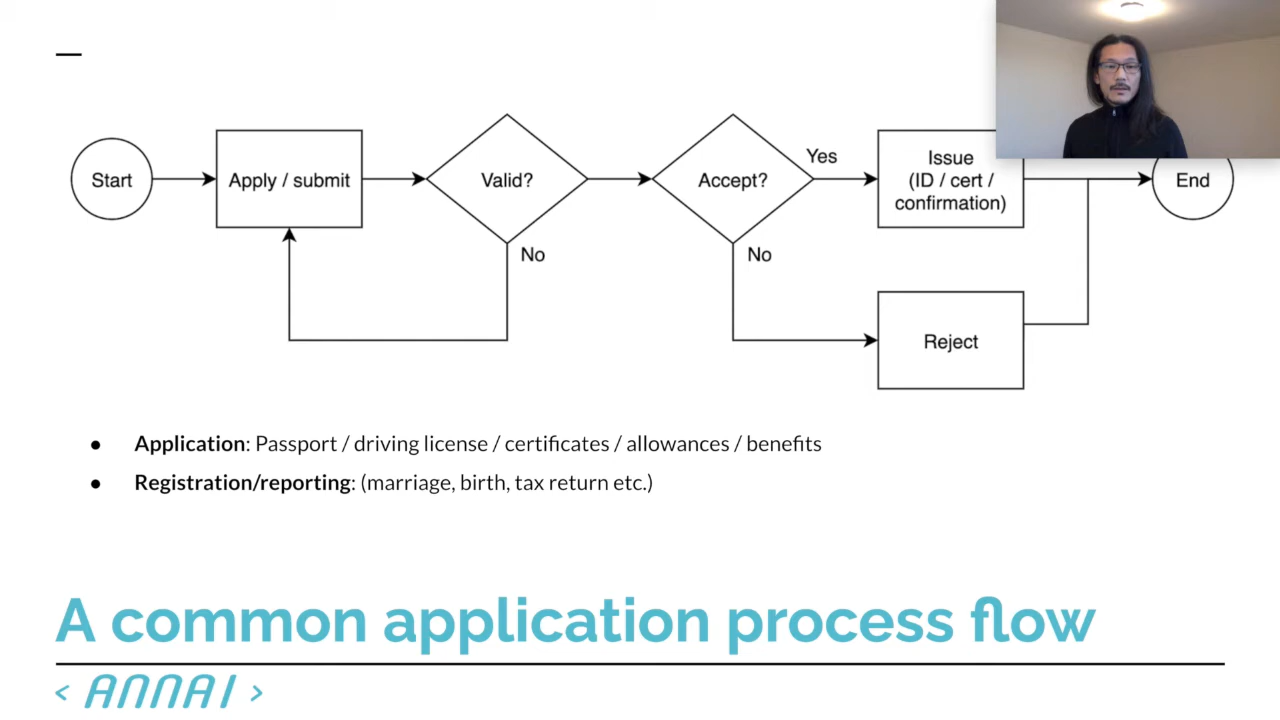 Start
Apply / submit
Valid?
No
Accept?
Yes
No
Issue
(ID / cert /
confirmation)
Reject
End
● Application: Passport / driving license / certificates / allowances / benefits
● Registration/reporting: (marriage, birth, tax return etc.)
A common application process flow
< ANNAI >